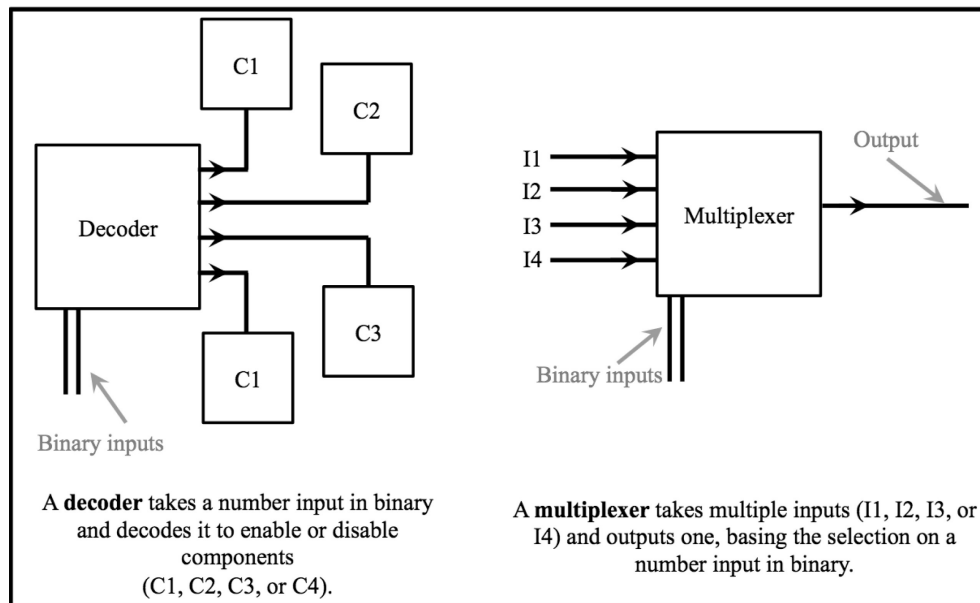 C1
C2
Decoder
C3
C1
Binary inputs
A decoder takes a number input in binary
and decodes it to enable or disable
components
(C1, C2, C3, or C4).
Output
I1
I2
I3
I4
Multiplexer
Binary inputs
A multiplexer takes multiple inputs (I1, I2, I3, or
I4) and outputs one, basing the selection on a
number input in binary.